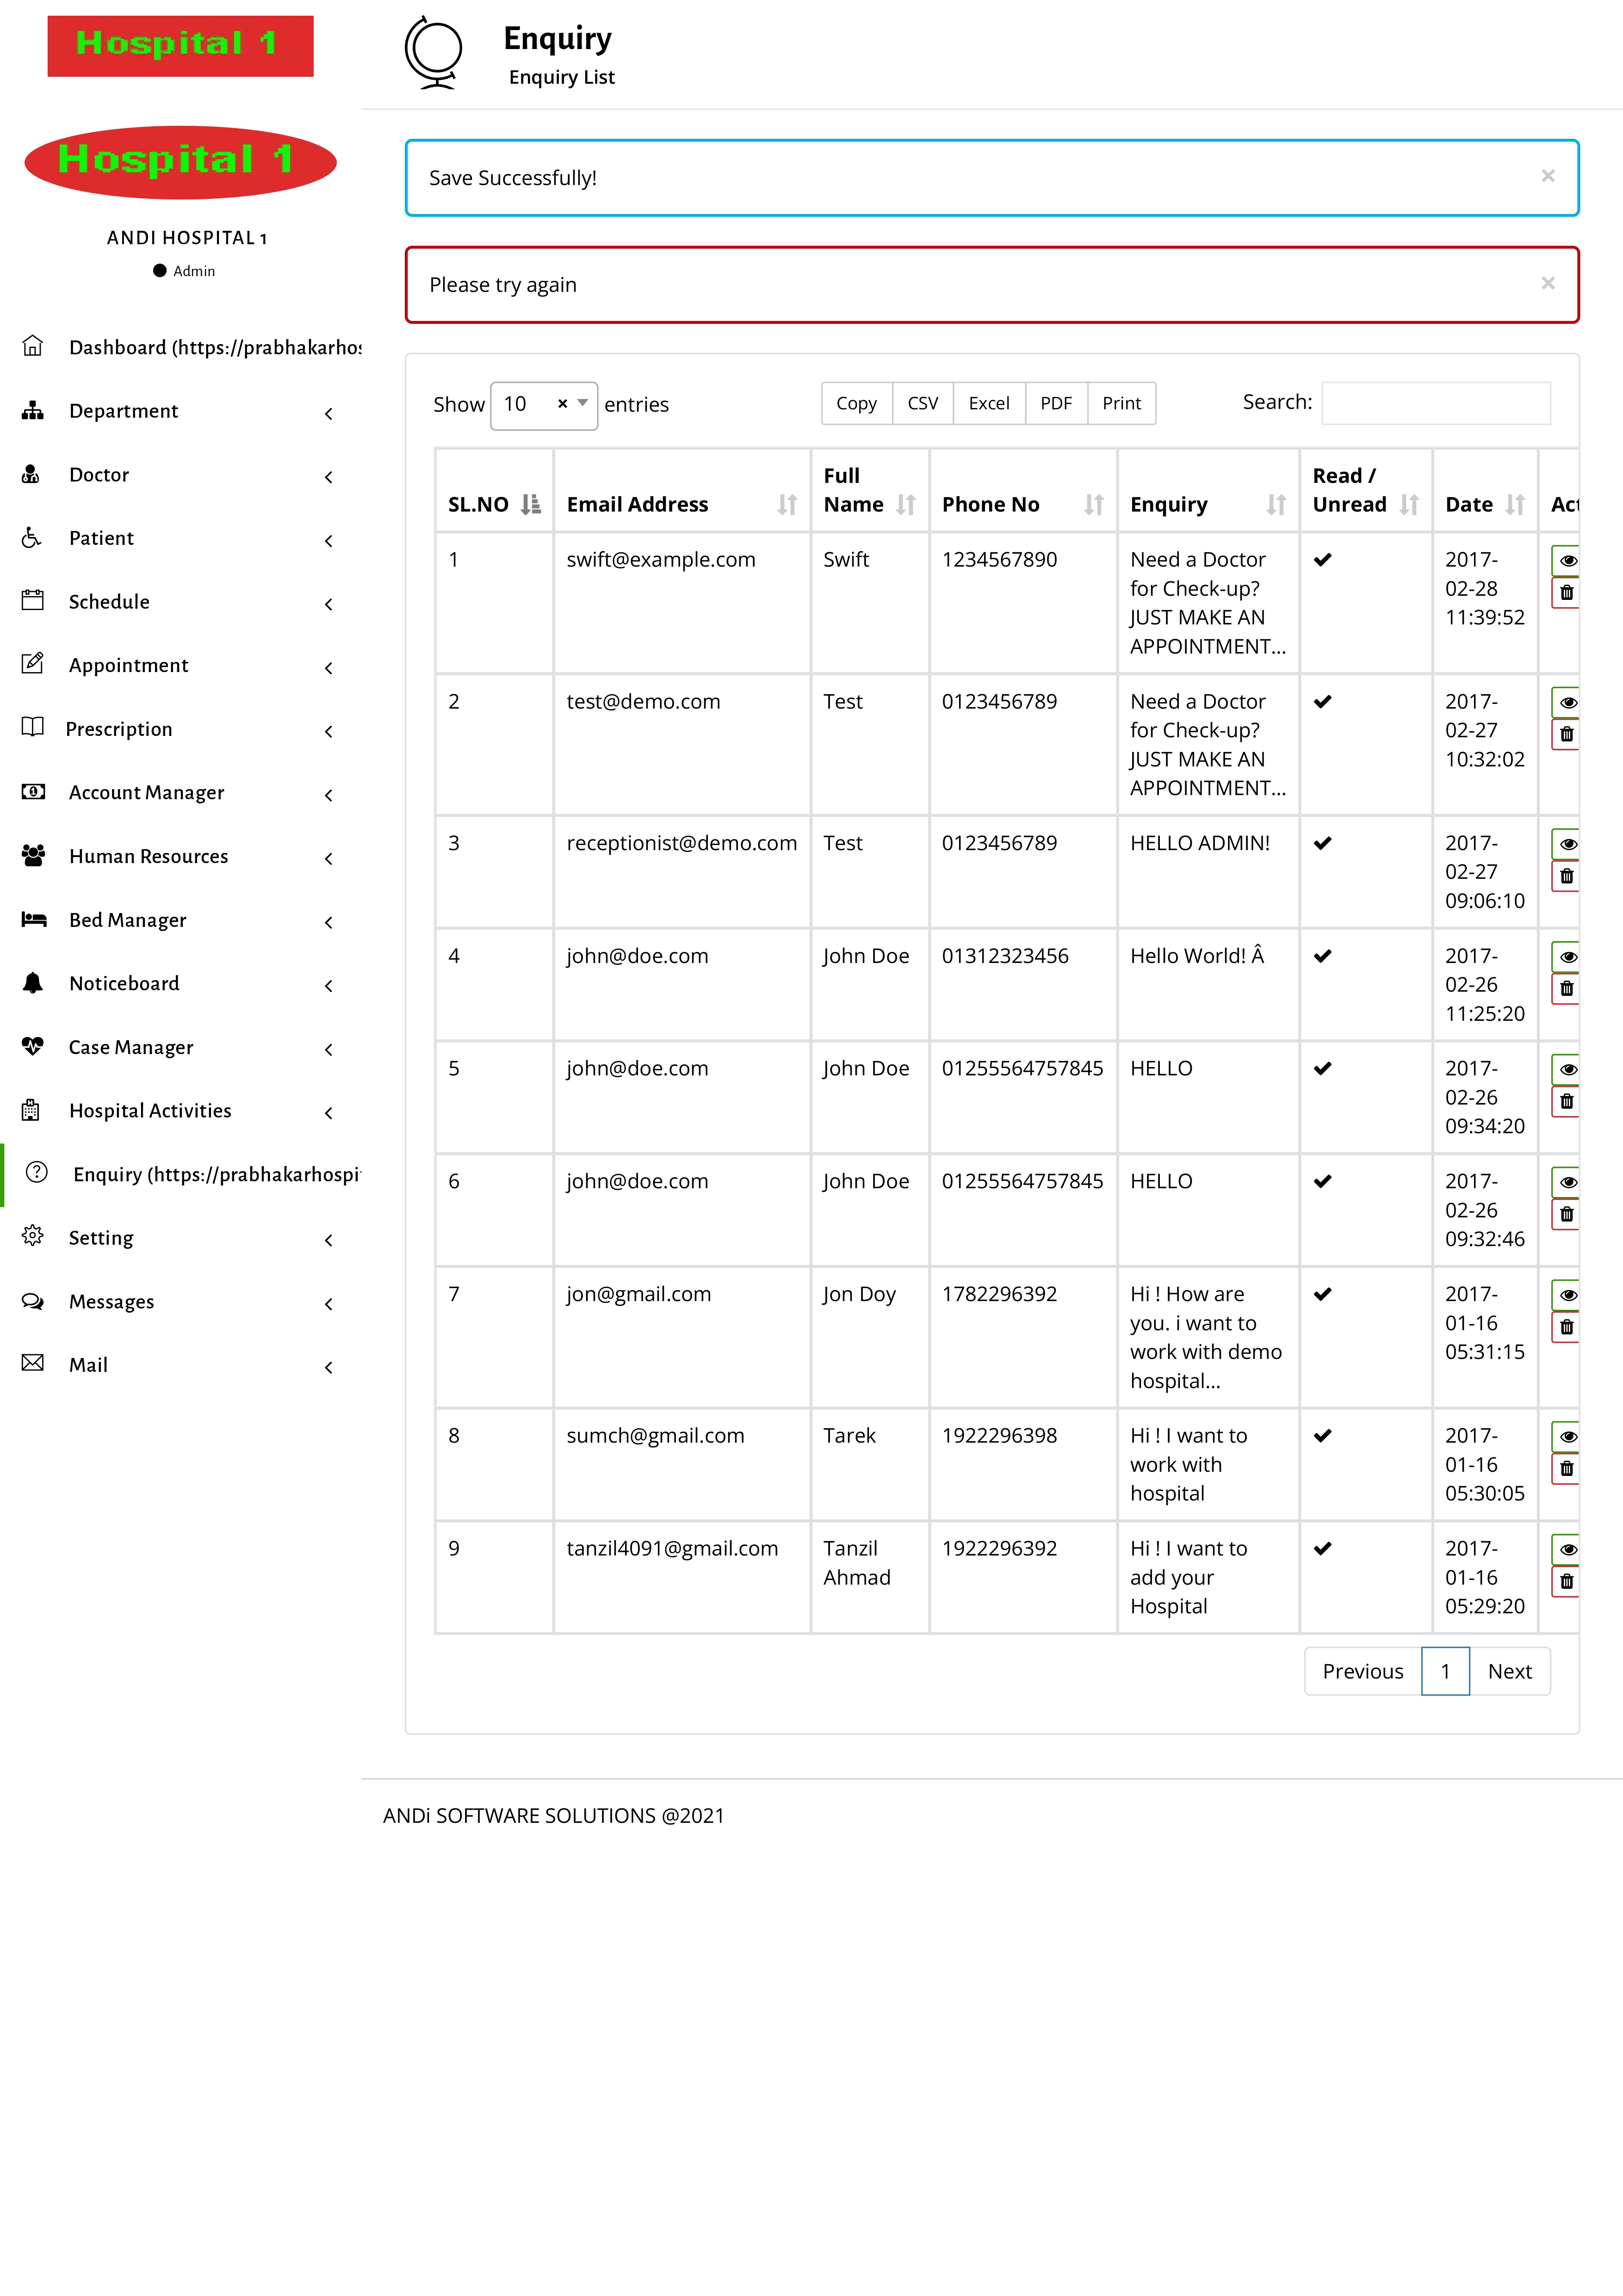 Hospital 1
Hospital 1
ANDI HOSPITAL 1
Admin
Dashboard (https://prabhakarhos
Department
Doctor
Patient
Schedule
Appointment
Prescription
Account Manager
Human Resources
Bed Manager
Noticeboard
Case Manager
Hospital Activities
Enquiry (https://prabhakarhospi
Setting
Messages
Mail
Enquiry
Enquiry List
Save Successfully! ×
Please try again ×
Show 10 × entries Copy CSV Excel PDF Print Search:
Full Read /
SL.NO Email Address Name Phone No Enquiry Unread Date Act
1 swift@example.com Swift 1234567890 Need a Doctor 2017-
for Check-up? 02-28
JUST MAKE AN 11:39:52
APPOINTMENT...
2 test@demo.com Test 0123456789 Need a Doctor 2017-
for Check-up? 02-27
JUST MAKE AN 10:32:02
APPOINTMENT...
3 receptionist@demo.com Test 0123456789 HELLO ADMIN! 2017-
02-27
09:06:10
4 john@doe.com John Doe 01312323456 Hello World! Â 2017-
02-26
11:25:20
5 john@doe.com John Doe 01255564757845 HELLO 2017-
02-26
09:34:20
6 john@doe.com John Doe 01255564757845 HELLO 2017-
02-26
09:32:46
7 jon@gmail.com Jon Doy 1782296392 Hi ! How are 2017-
you. i want to 01-16
work with demo 05:31:15
hospital...
8 sumch@gmail.com Tarek 1922296398 Hi ! I want to 2017-
work with 01-16
hospital 05:30:05
9 tanzil4091@gmail.com Tanzil 1922296392 Hi ! I want to 2017-
Ahmad add your 01-16
Hospital 05:29:20
Previous 1 Next
ANDi SOFTWARE SOLUTIONS @2021